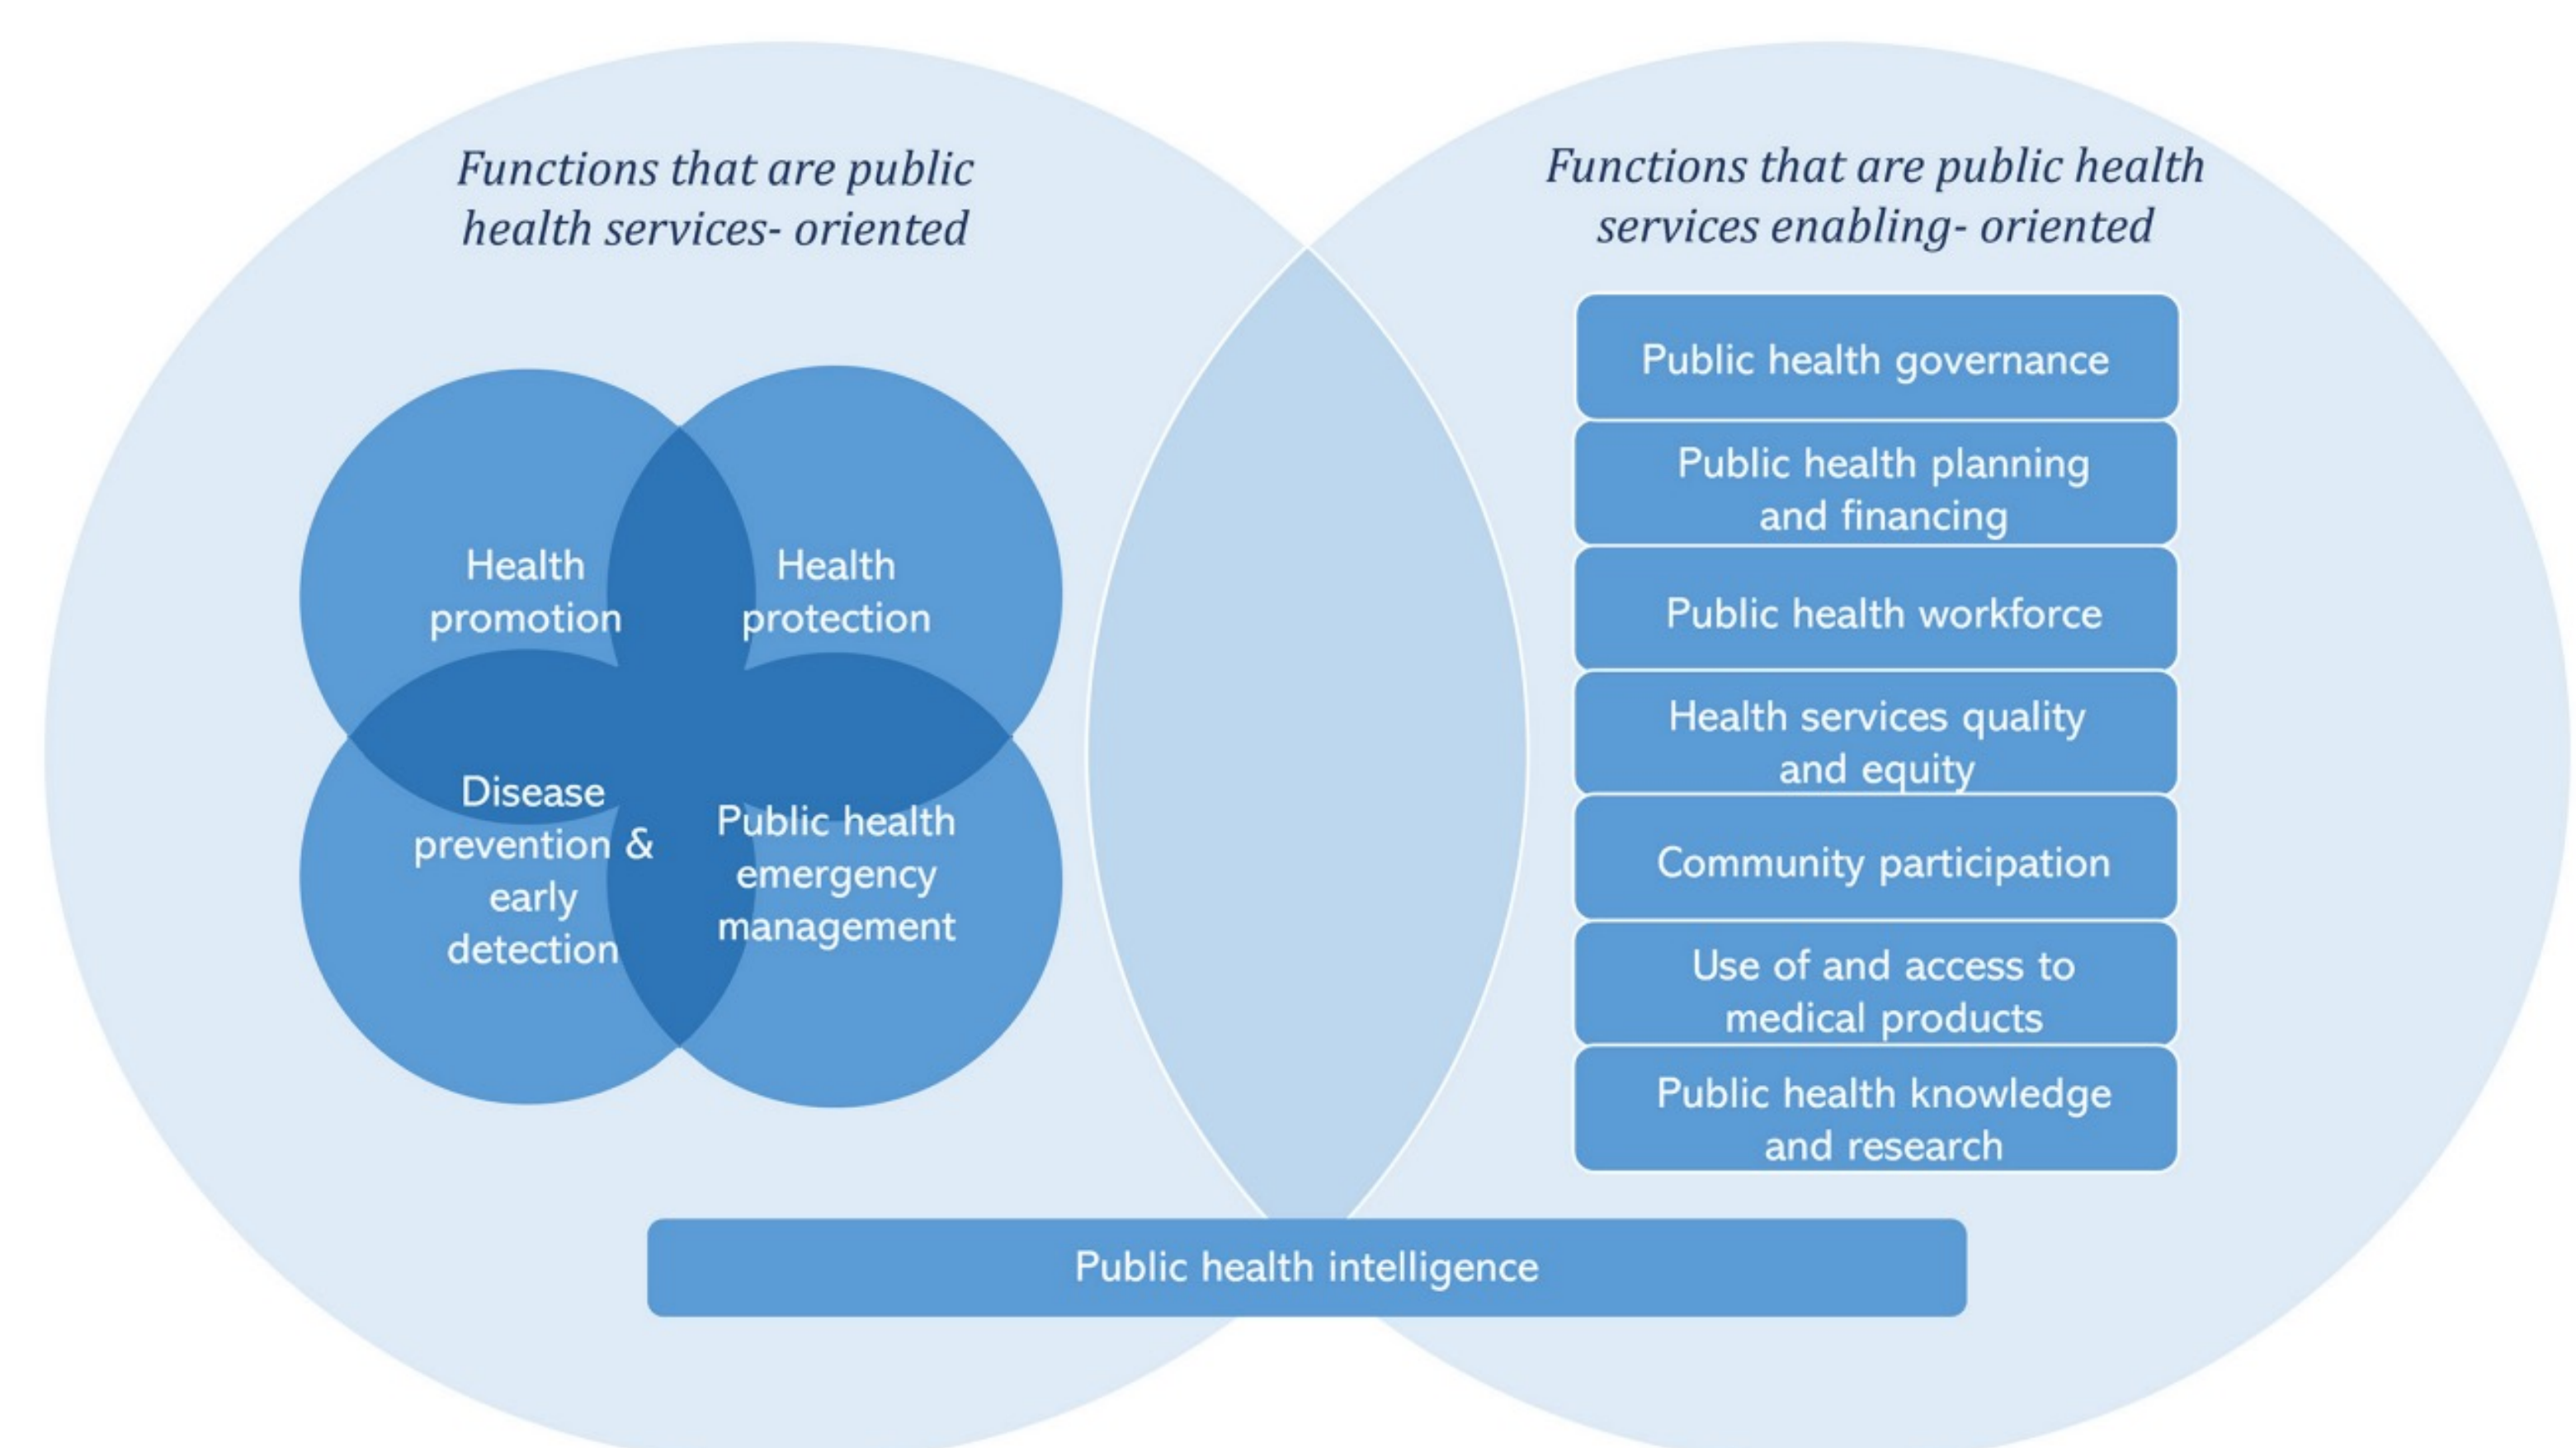 Functions that are public
health services- oriented
Functions that are public health
services enabling- oriented
Health
promotion
Health
protection
Disease
prevention &
early
detection
Public health
emergency
management
Public health governance
Public health planning
and financing
Public health workforce
Health services quality
and equity
Community participation
Use of and access to
medical products
Public health knowledge
and research
Public health intelligence